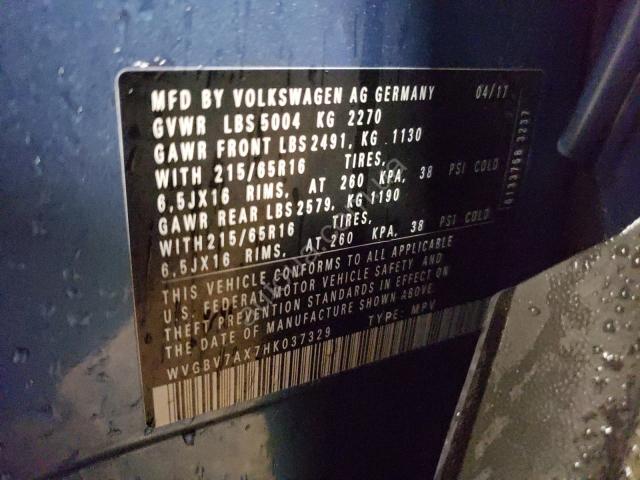 MFD BY VOLKSWAGEN AG GERMANY 04/17
GVWR LBS 5004 KG 2270
GAWR FRONT LBS 2491, KG 1130
WITH 215/65R16 TIRES,
6,5JX16 RIMS, AT 260 KPA, 38 PSI COLD
GAWR REAR LBS 2579, KG 1190
WITH 215/65R16 TIRES,
6,5JX16 RIMS, AT 260 KPA, 38 PSI COLD
THIS VEHICLE CONFORMS TO ALL APPLICABLE
U.S. FEDERAL MOTOR VEHICLE SAFETY AND
THEFT PREVENTION STANDARDS IN EFFECT ON
THE DATE OF MANUFACTURE SHOWN ABOVE.
WVGBV7AX7HK037329 TYPE: MPV